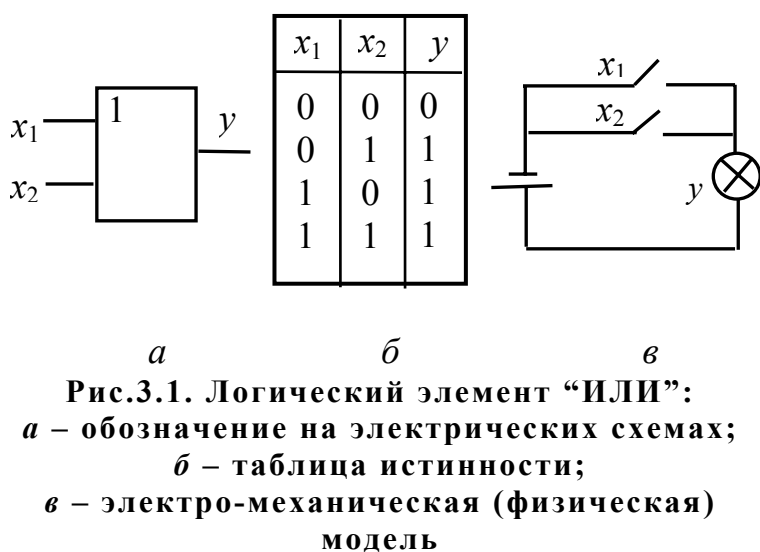 x₁
x₂
1
y
x₁ x₂ y
0 0 0
0 1 1
1 0 1
1 1 1
x₁
x₂
y
а б в
Рис.3.1. Логический элемент “ИЛИ”:
а – обозначение на электрических схемах;
б – таблица истинности;
в – электро-механическая (физическая)
модель